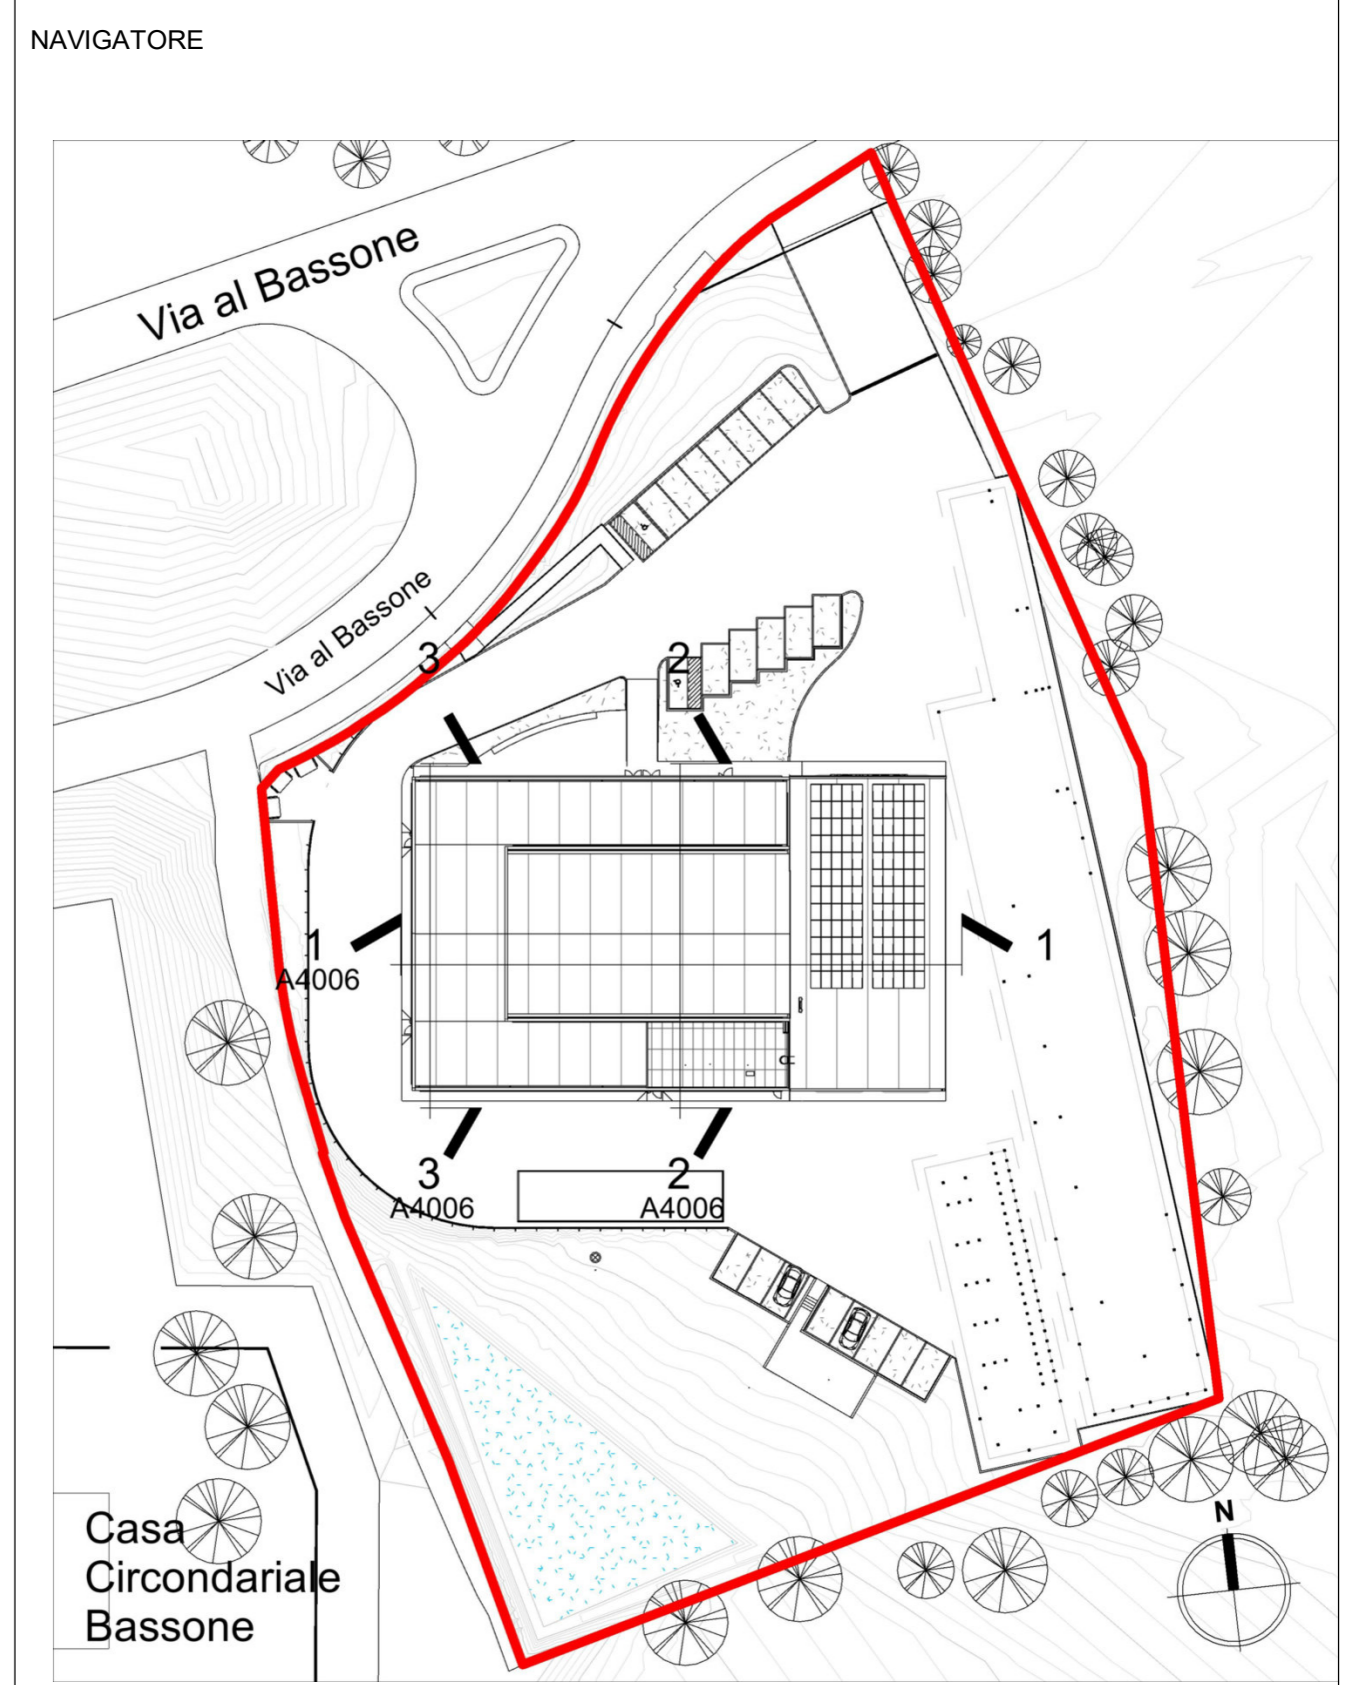 NAVIGATORE
Via al Bassone
Via al Bassone
3
2
1
A4006
1
3
A4006
2
A4006
Casa
Circondariale
Bassone
N